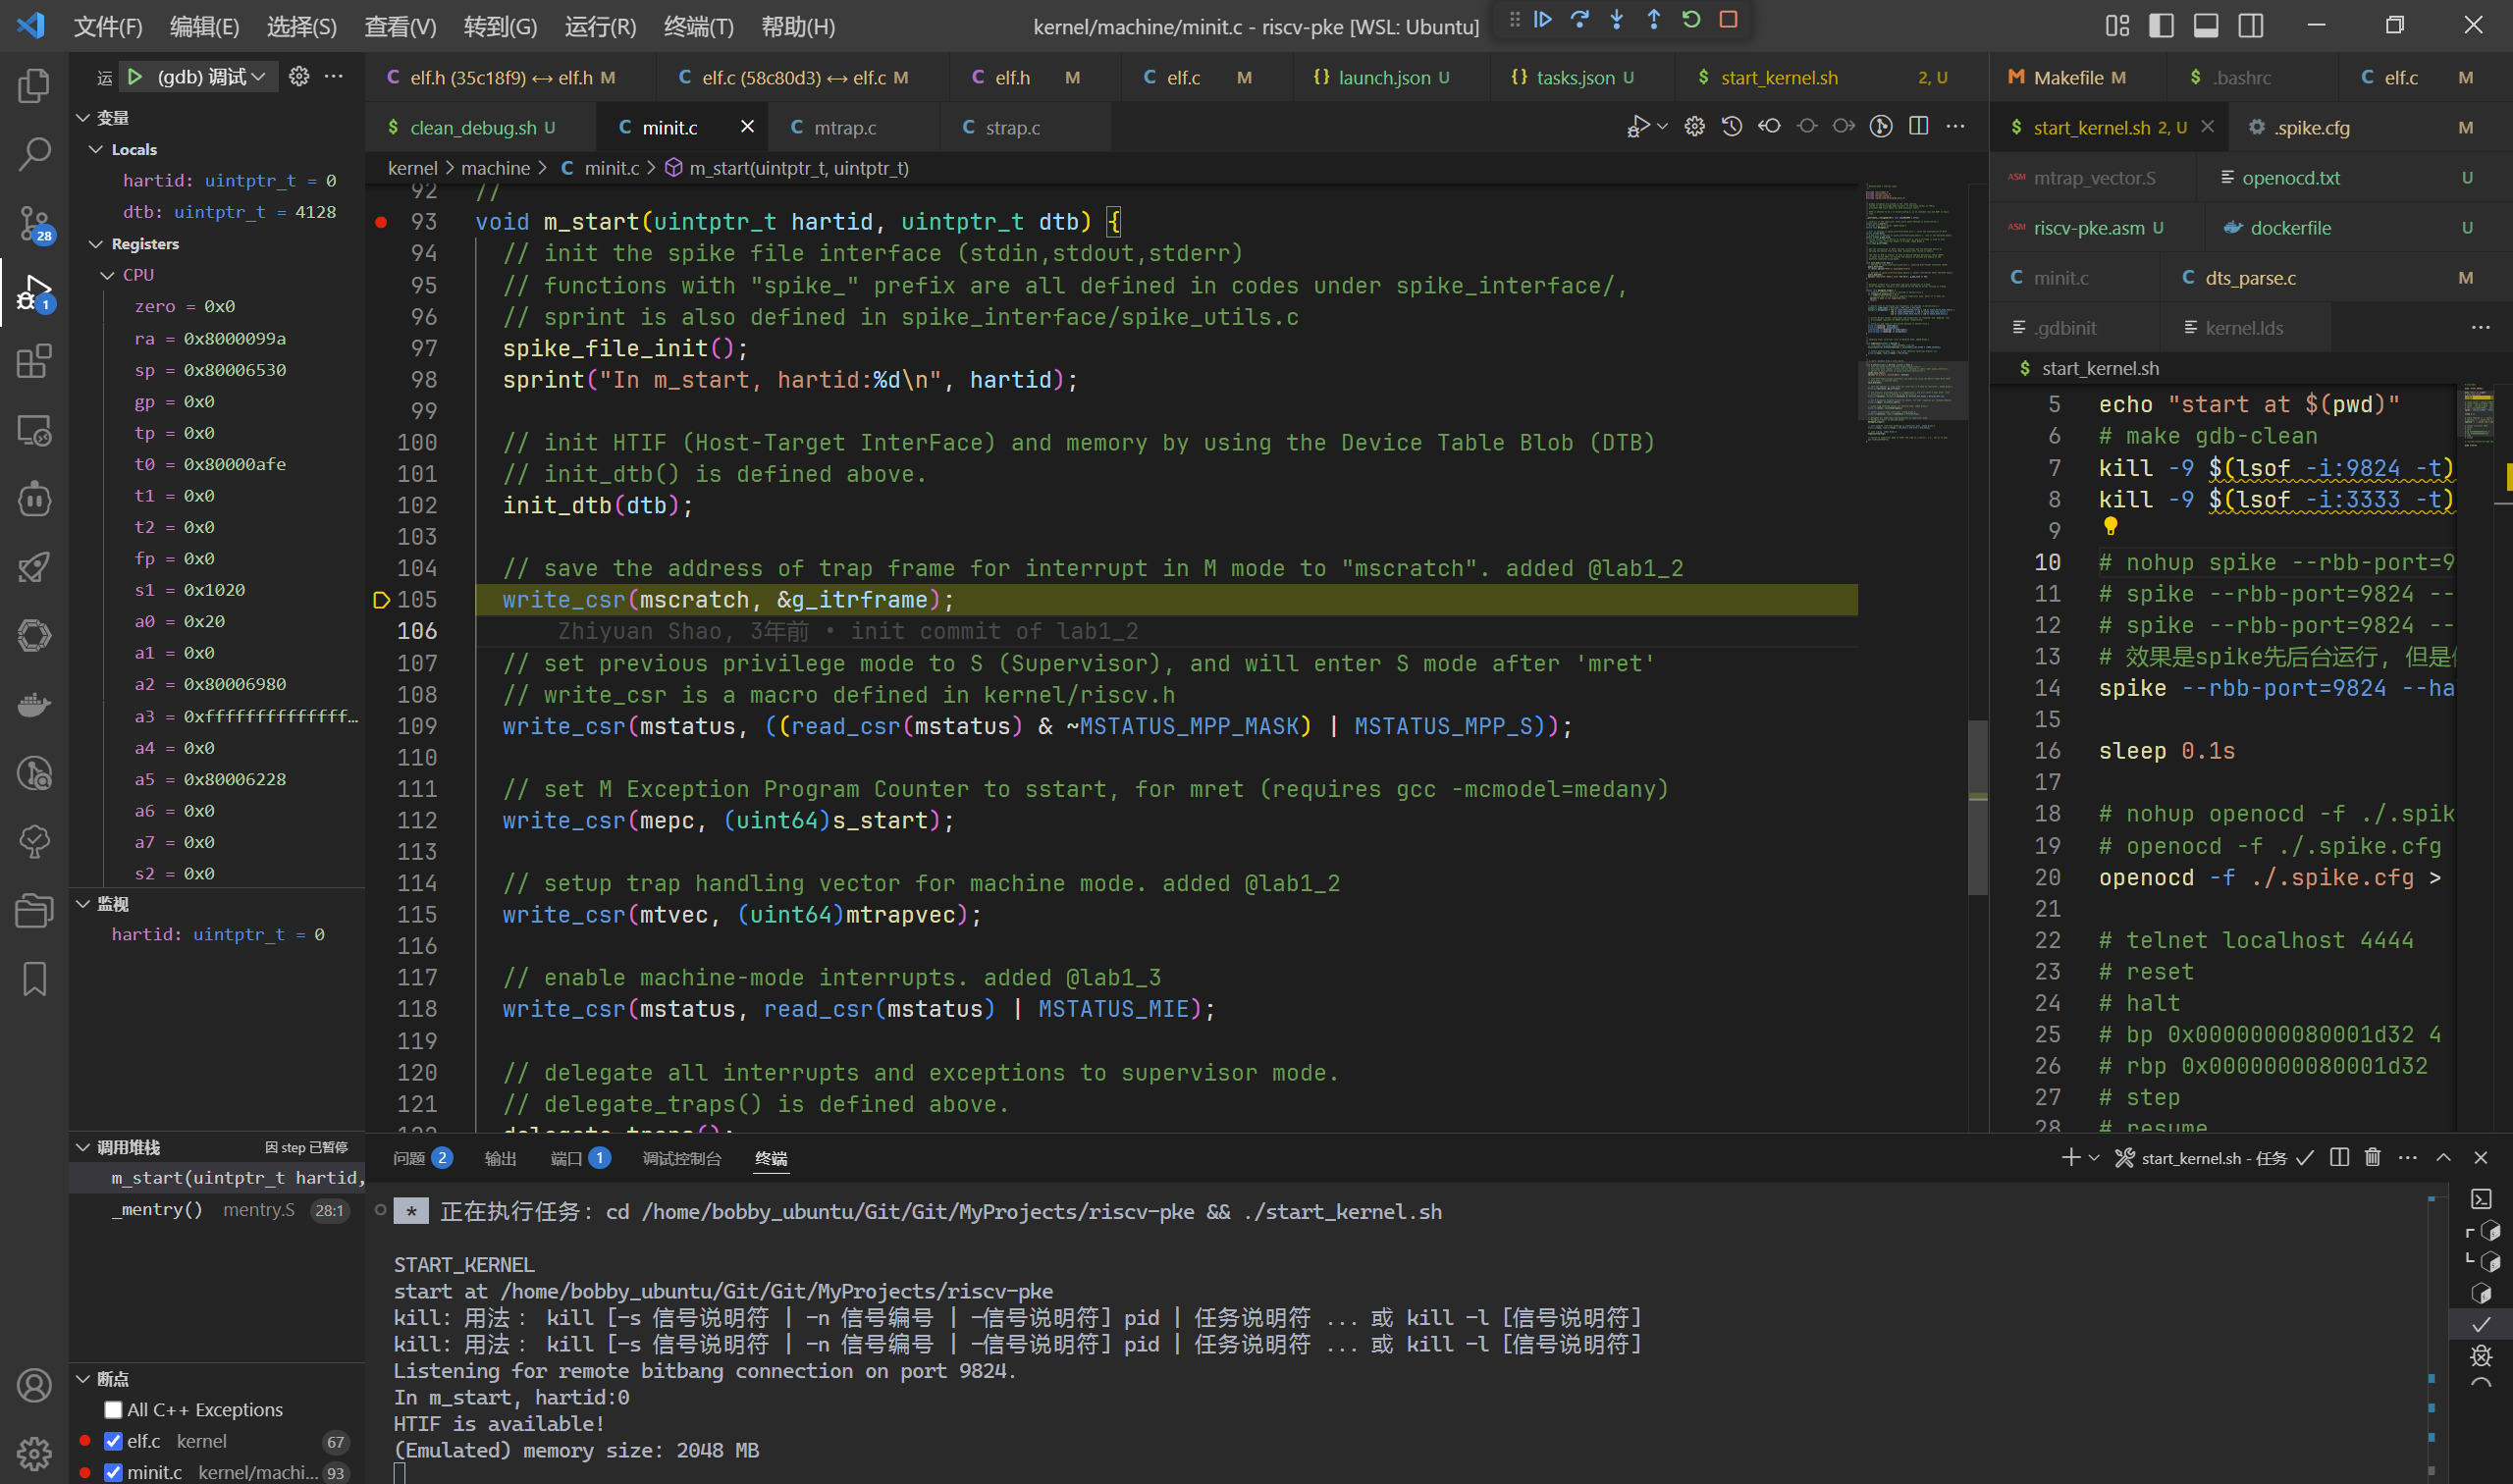 文件(F) 编辑(E) 选择(S) 查看(V) 转到(G) 运行(R) 终端(T) 帮助(H)
kernel/machine/minit.c - riscv-pke [WSL: Ubuntu]
运 (gdb) 调试
elf.h (35c18f9) ↔ elf.h M
elf.c (58c80d3) ↔ elf.c M
elf.h M
elf.c M
launch.json U
tasks.json U
start_kernel.sh 2, U
clean_debug.sh U
minit.c
mtrap.c
strap.c
kernel > machine > C minit.c > m_start(uintptr_t, uintptr_t)
变量
Locals
hartid: uintptr_t = 0
dtb: uintptr_t = 4128
Registers
CPU
zero = 0x0
ra = 0x8000099a
sp = 0x80006530
gp = 0x0
tp = 0x0
t0 = 0x80000afe
t1 = 0x0
t2 = 0x0
fp = 0x0
s1 = 0x1020
a0 = 0x20
a1 = 0x0
a2 = 0x80006980
a3 = 0xffffffffffffff…
a4 = 0x0
a5 = 0x80006228
a6 = 0x0
a7 = 0x0
s2 = 0x0
监视
hartid: uintptr_t = 0
调用堆栈 因 step 已暂停
m_start(uintptr_t hartid,
_mentry() mentry.S 28:1
断点
All C++ Exceptions
elf.c kernel 67
minit.c kernel/machi... 93
28
1
92 //
93 void m_start(uintptr_t hartid, uintptr_t dtb) {
94 // init the spike file interface (stdin,stdout,stderr)
95 // functions with "spike_" prefix are all defined in codes under spike_interface/,
96 // sprint is also defined in spike_interface/spike_utils.c
97 spike_file_init();
98 sprint("In m_start, hartid:%d\n", hartid);
99
100 // init HTIF (Host-Target InterFace) and memory by using the Device Table Blob (DTB)
101 // init_dtb() is defined above.
102 init_dtb(dtb);
103
104 // save the address of trap frame for interrupt in M mode to "mscratch". added @lab1_2
105 write_csr(mscratch, &g_itrframe);
106 Zhiyuan Shao, 3年前 • init commit of lab1_2
107 // set previous privilege mode to S (Supervisor), and will enter S mode after 'mret'
108 // write_csr is a macro defined in kernel/riscv.h
109 write_csr(mstatus, ((read_csr(mstatus) & ~MSTATUS_MPP_MASK) | MSTATUS_MPP_S));
110
111 // set M Exception Program Counter to sstart, for mret (requires gcc -mcmodel=medany)
112 write_csr(mepc, (uint64)s_start);
113
114 // setup trap handling vector for machine mode. added @lab1_2
115 write_csr(mtvec, (uint64)mtrapvec);
116
117 // enable machine-mode interrupts. added @lab1_3
118 write_csr(mstatus, read_csr(mstatus) | MSTATUS_MIE);
119
120 // delegate all interrupts and exceptions to supervisor mode.
121 // delegate_traps() is defined above.
122 delegate_traps();
Makefile M
.bashrc
elf.c M
start_kernel.sh 2, U
.spike.cfg M
mtrap_vector.S
openocd.txt U
riscv-pke.asm U
dockerfile U
minit.c
dts_parse.c M
.gdbinit
kernel.lds
start_kernel.sh
5 echo "start at $(pwd)"
6 # make gdb-clean
7 kill -9 $(lsof -i:9824 -t)
8 kill -9 $(lsof -i:3333 -t)
9
10 # nohup spike --rbb-port=9
11 # spike --rbb-port=9824 --
12 # spike --rbb-port=9824 --
13 # 效果是spike先后台运行, 但是
14 spike --rbb-port=9824 --ha
15
16 sleep 0.1s
17
18 # nohup openocd -f ./.spik
19 # openocd -f ./.spike.cfg
20 openocd -f ./.spike.cfg >
21
22 # telnet localhost 4444
23 # reset
24 # halt
25 # bp 0x0000000080001d32 4
26 # rbp 0x0000000080001d32
27 # step
28 # resume
问题 2 输出 端口 1 调试控制台 终端
start_kernel.sh - 任务
* 正在执行任务: cd /home/bobby_ubuntu/Git/Git/MyProjects/riscv-pke && ./start_kernel.sh
START_KERNEL
start at /home/bobby_ubuntu/Git/Git/MyProjects/riscv-pke
kill: 用法: kill [-s 信号说明符 | -n 信号编号 | -信号说明符] pid | 任务说明符 ... 或 kill -l [信号说明符]
kill: 用法: kill [-s 信号说明符 | -n 信号编号 | -信号说明符] pid | 任务说明符 ... 或 kill -l [信号说明符]
Listening for remote bitbang connection on port 9824.
In m_start, hartid:0
HTIF is available!
(Emulated) memory size: 2048 MB